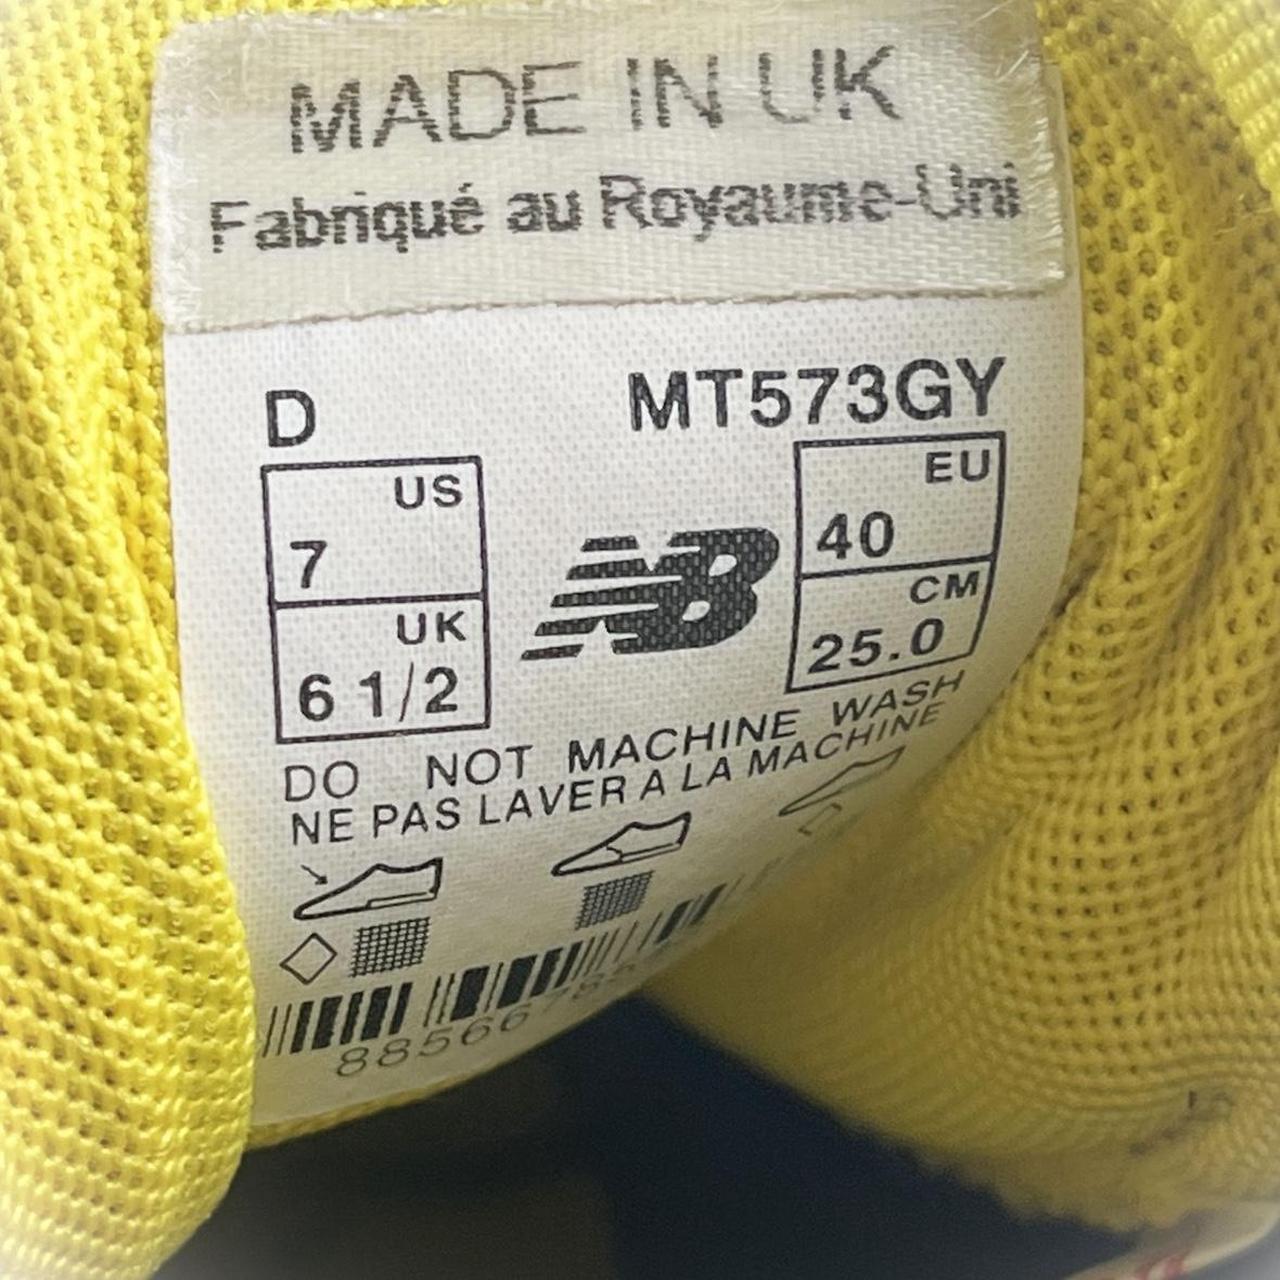 MADE IN UK
Fabriqué au Royaume-Uni
D MT573GY
US
7
UK
6 1/2
NB
EU
40
CM
25.0
DO NOT MACHINE WASH
NE PAS LAVER A LA MACHINE